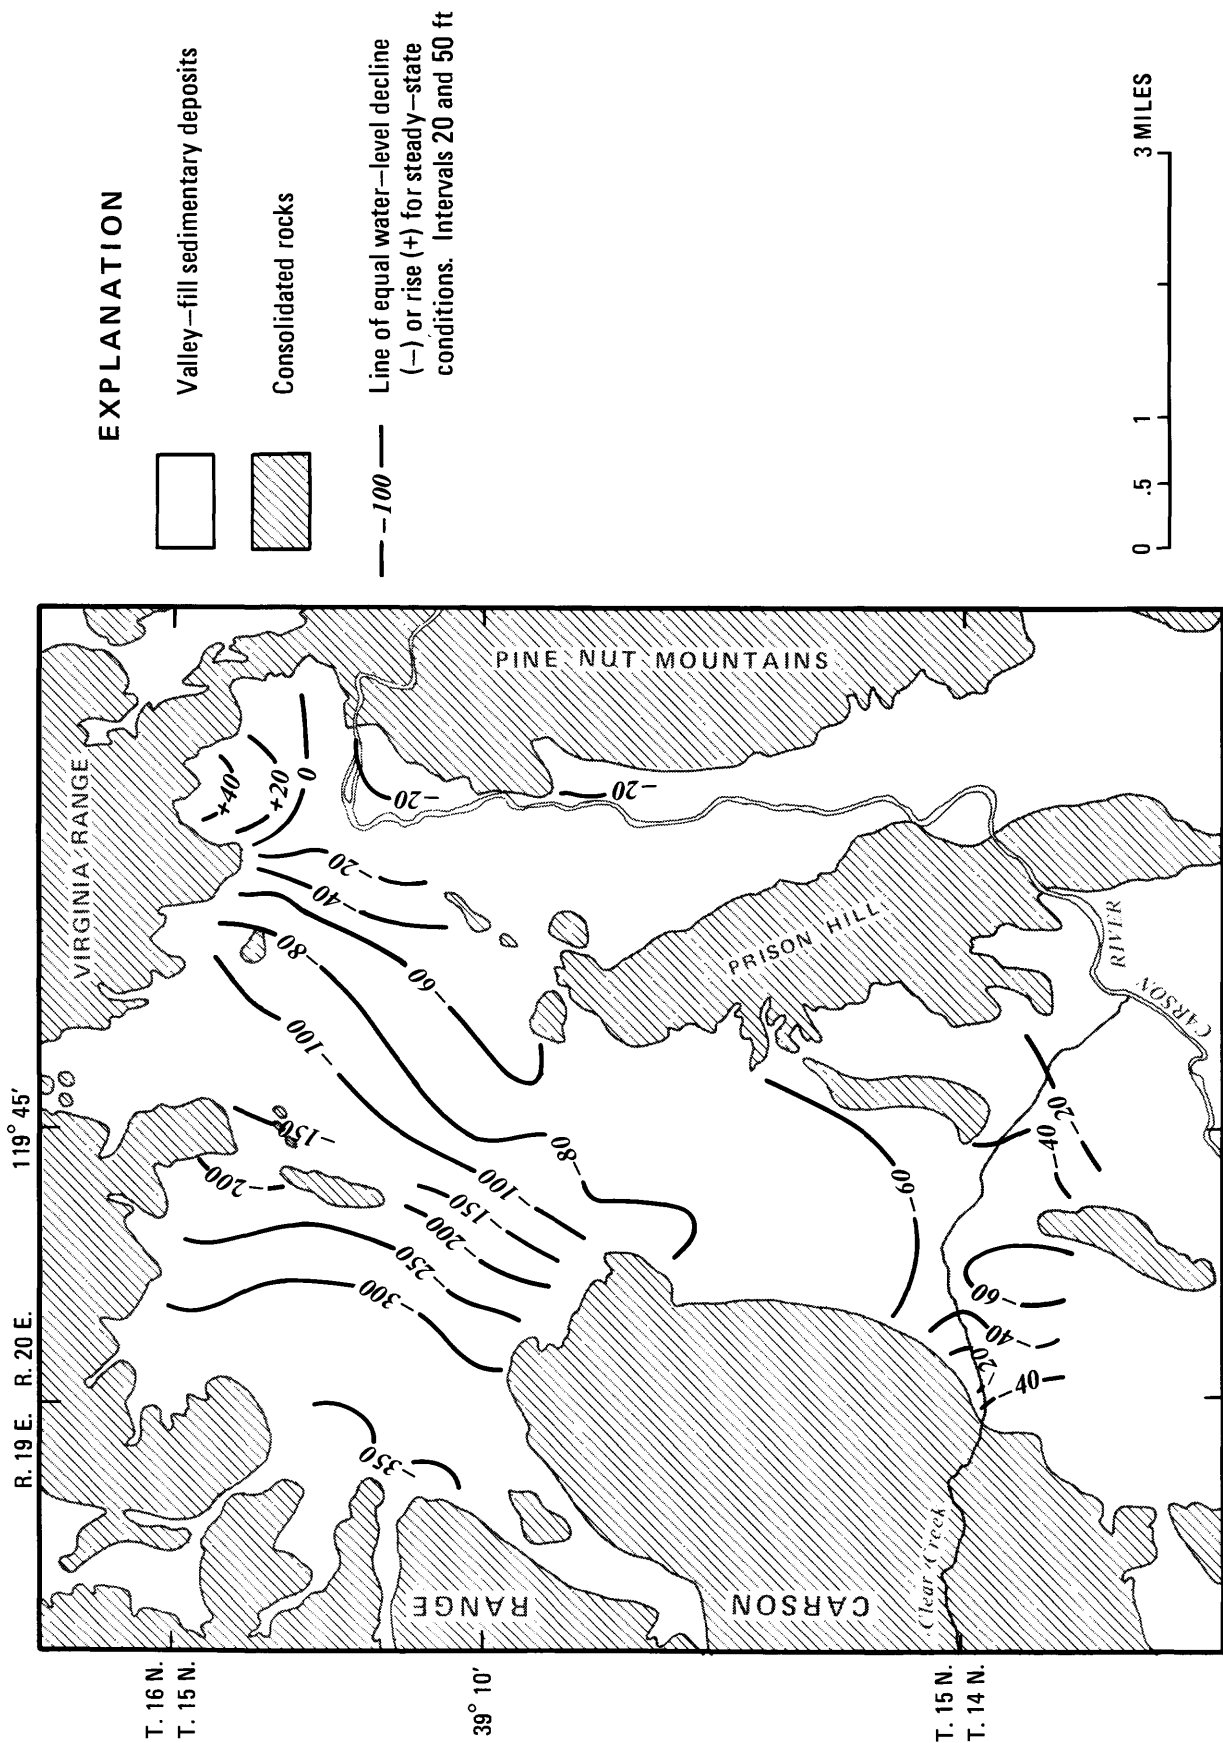 EXPLANATION
Valley–fill sedimentary deposits
Consolidated rocks
–100
Line of equal water–level decline
(–) or rise (+) for steady–state
conditions. Intervals 20 and 50 ft
0 .5 1 3 MILES
R. 19 E. R. 20 E. 119° 45'
T. 16 N.
T. 15 N.
39° 10'
T. 15 N.
T. 14 N.
VIRGINIA RANGE
PINE NUT MOUNTAINS
PRISON HILL
CARSON
RIVER
CARSON
RANGE
Clear Creek
+40
+20
0
–20
–20
–20
–40
–60
–80
–100
–150
–200
–250
–300
–350
–200
–150
–100
–80
–60
–20
–40
–60
–40
–20
–40